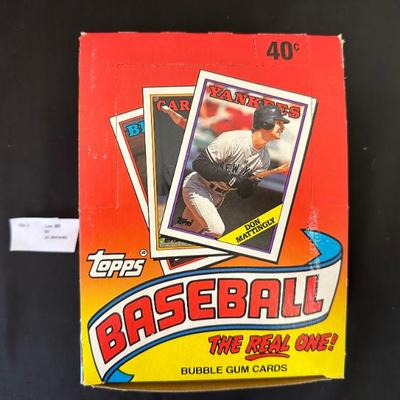 40¢
YANKEES
CAR
B
DON
MATTINGLY
Topps
topps
BASEBALL
THE REAL ONE!
BUBBLE GUM CARDS